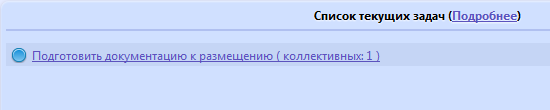 Список текущих задач (Подробнее)
Подготовить документацию к размещению ( коллективных: 1 )